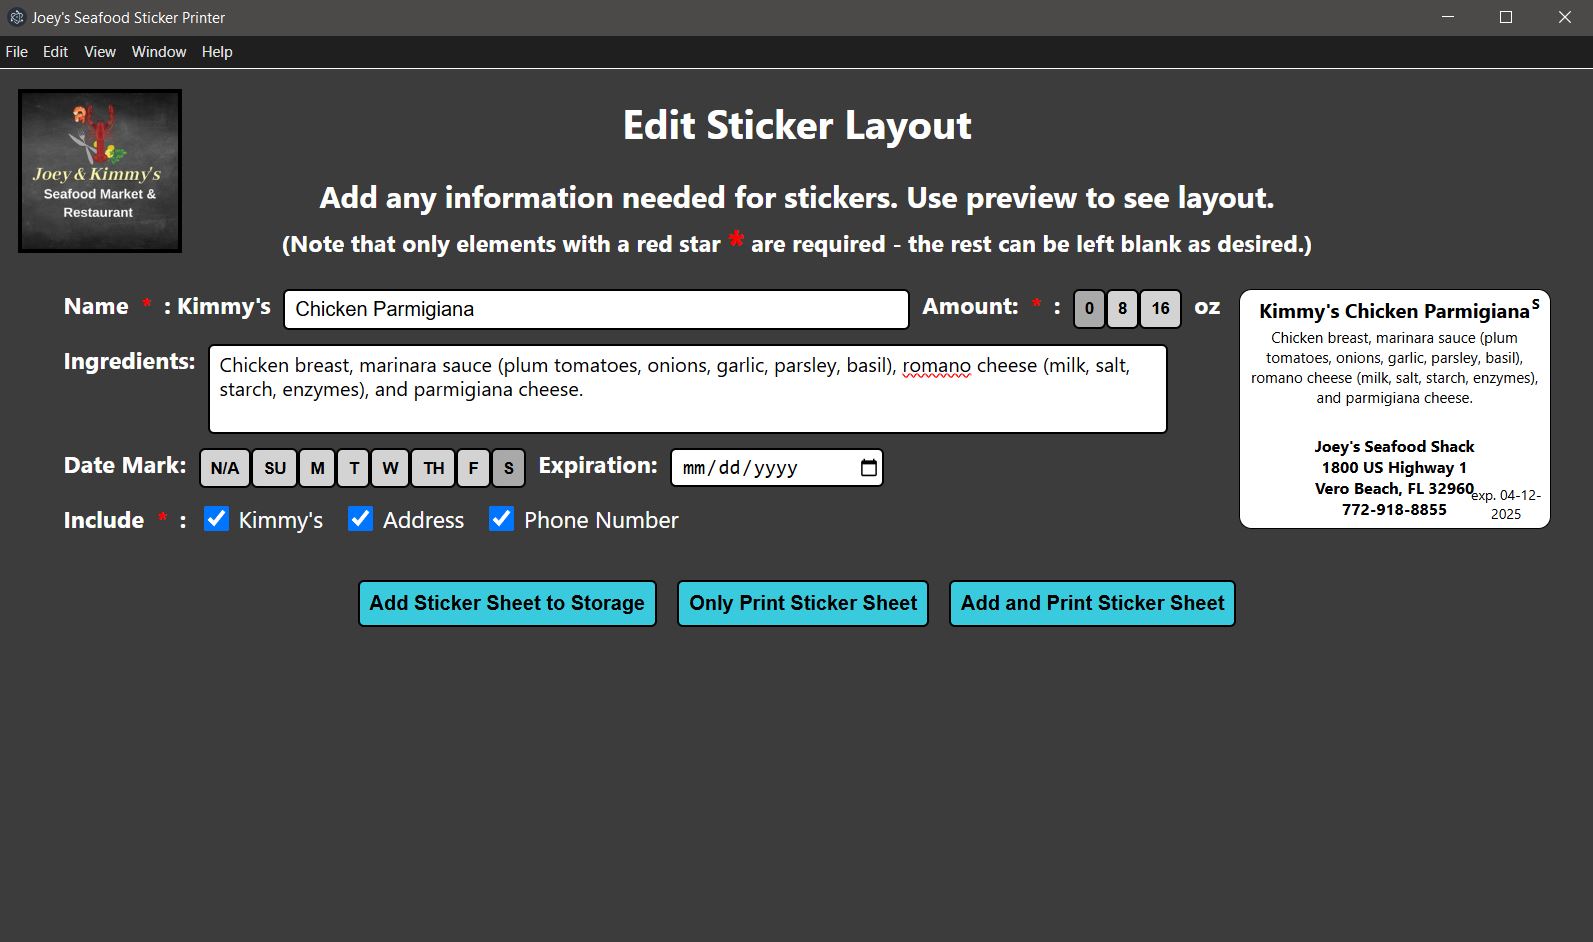 Joey's Seafood Sticker Printer
File Edit View Window Help
Joey & Kimmy's
Seafood Market &
Restaurant
Edit Sticker Layout
Add any information needed for stickers. Use preview to see layout.
(Note that only elements with a red star * are required - the rest can be left blank as desired.)
Name * : Kimmy's Chicken Parmigiana Amount: * : 0 8 16 oz
Ingredients: Chicken breast, marinara sauce (plum tomatoes, onions, garlic, parsley, basil), romano cheese (milk, salt,
starch, enzymes), and parmigiana cheese.
Date Mark: N/A SU M T W TH F S Expiration: mm/dd/yyyy
Include * : Kimmy's Address Phone Number
Kimmy's Chicken Parmigiana S
Chicken breast, marinara sauce (plum
tomatoes, onions, garlic, parsley, basil),
romano cheese (milk, salt, starch, enzymes),
and parmigiana cheese.
Joey's Seafood Shack
1800 US Highway 1
Vero Beach, FL 32960
772-918-8855
exp. 04-12-
2025
Add Sticker Sheet to Storage Only Print Sticker Sheet Add and Print Sticker Sheet